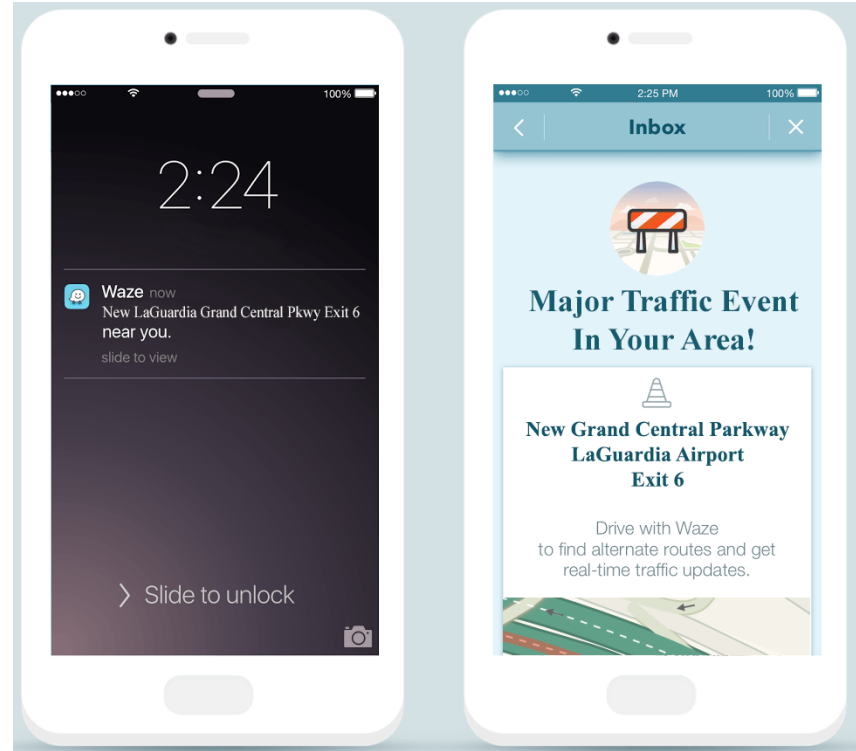 100%
2:24
Waze now
New LaGuardia Grand Central Pkwy Exit 6
near you.
slide to view
Slide to unlock
2:25 PM 100%
Inbox
Major Traffic Event
In Your Area!
New Grand Central Parkway
LaGuardia Airport
Exit 6
Drive with Waze
to find alternate routes and get
real-time traffic updates.